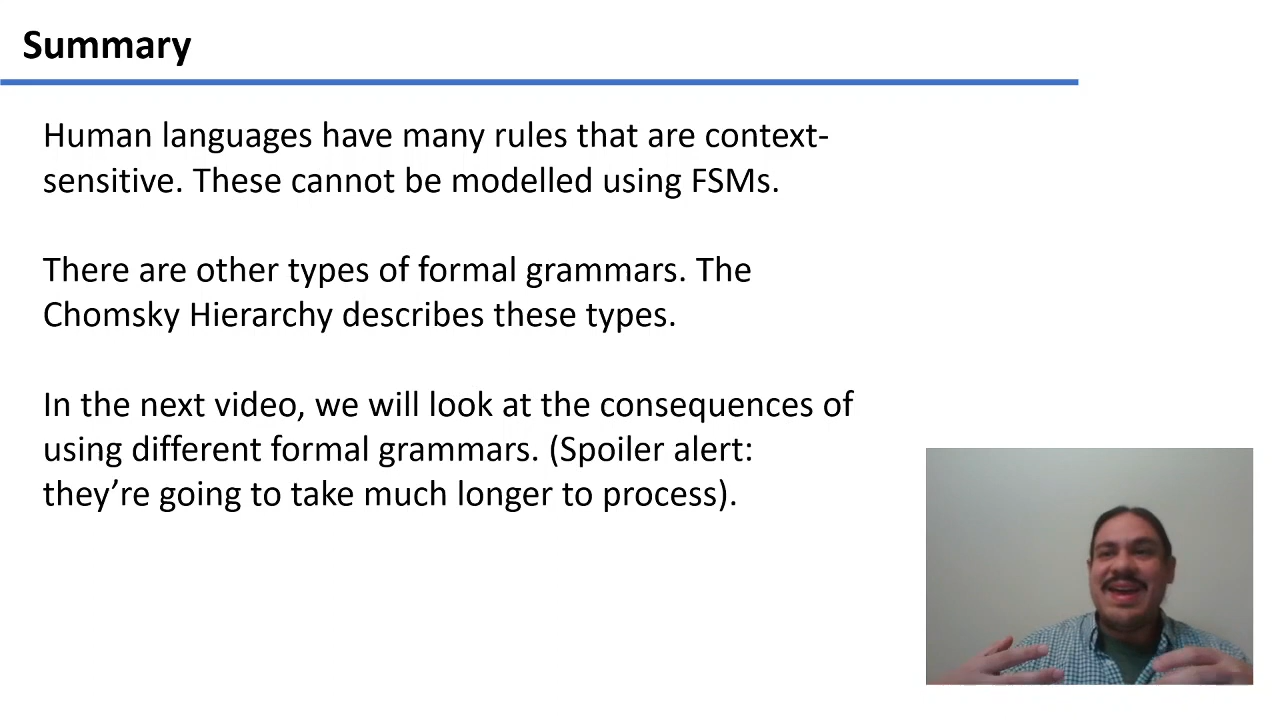 Summary
Human languages have many rules that are context-
sensitive. These cannot be modelled using FSMs.
There are other types of formal grammars. The
Chomsky Hierarchy describes these types.
In the next video, we will look at the consequences of
using different formal grammars. (Spoiler alert:
they’re going to take much longer to process).